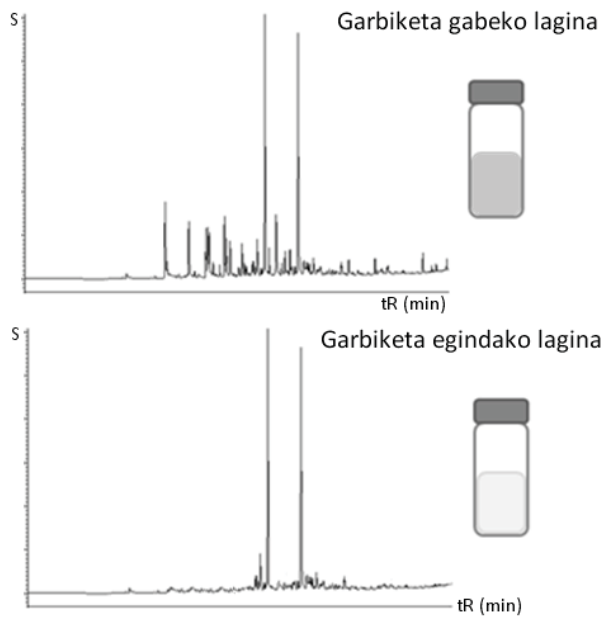 S
Garbiketa gabeko lagina
tR (min)
S
Garbiketa egindako lagina
tR (min)